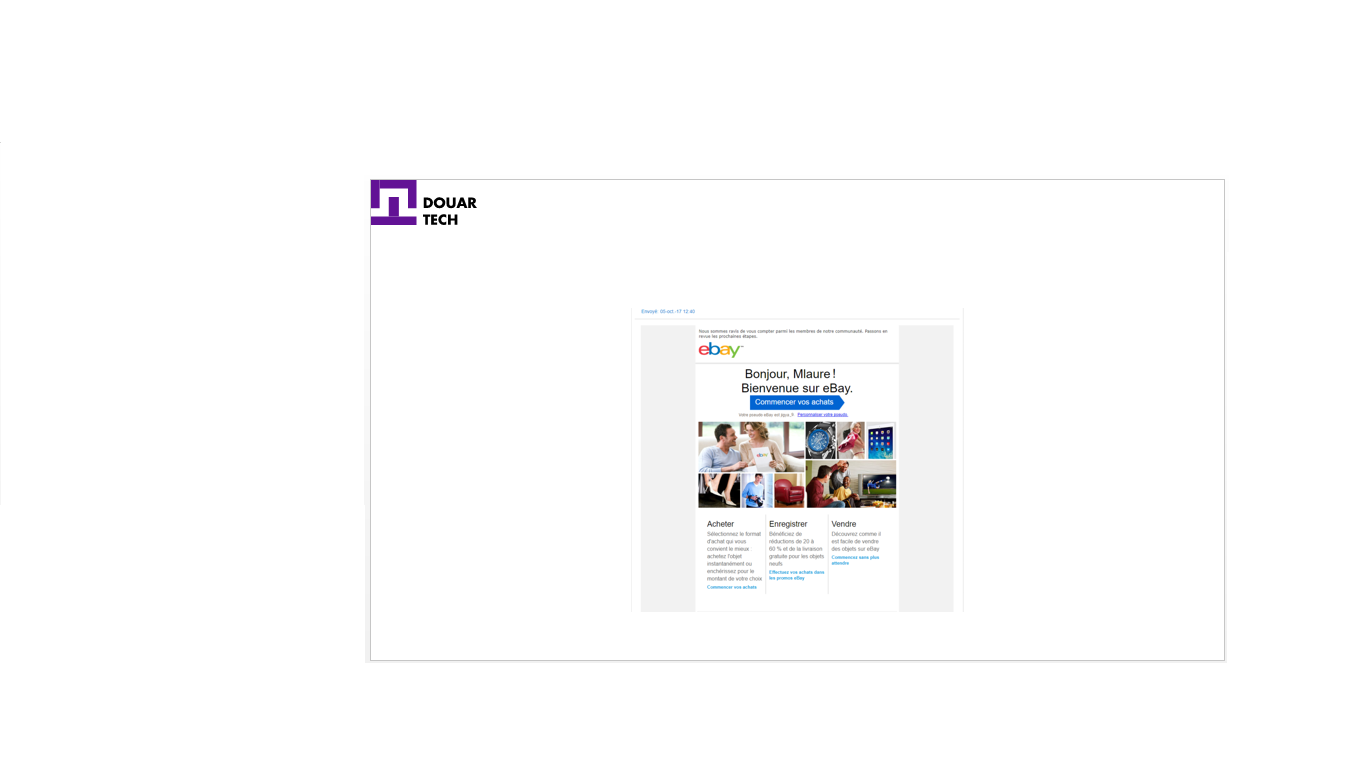 DOUAR
TECH
Envoyé: 05-oct.-17 12:40
Nous sommes ravis de vous compter parmi les membres de notre communauté. Passons en
revue les prochaines étapes.
ebay™
Bonjour, Mlaure !
Bienvenue sur eBay.
Commencer vos achats
Votre pseudo eBay est Personnaliser votre pseudo.
ebay
Acheter
Sélectionnez le format
d'achat qui vous
convient le mieux :
achetez l'objet
instantanément ou
enchérissez pour le
montant de votre choix
Commencer vos achats
Enregistrer
Bénéficiez de
réductions de 20 à
60 % et de la livraison
gratuite pour les objets
neufs
Effectuez vos achats dans
les promos eBay
Vendre
Découvrez comme il
est facile de vendre
des objets sur eBay
Commencez sans plus
attendre